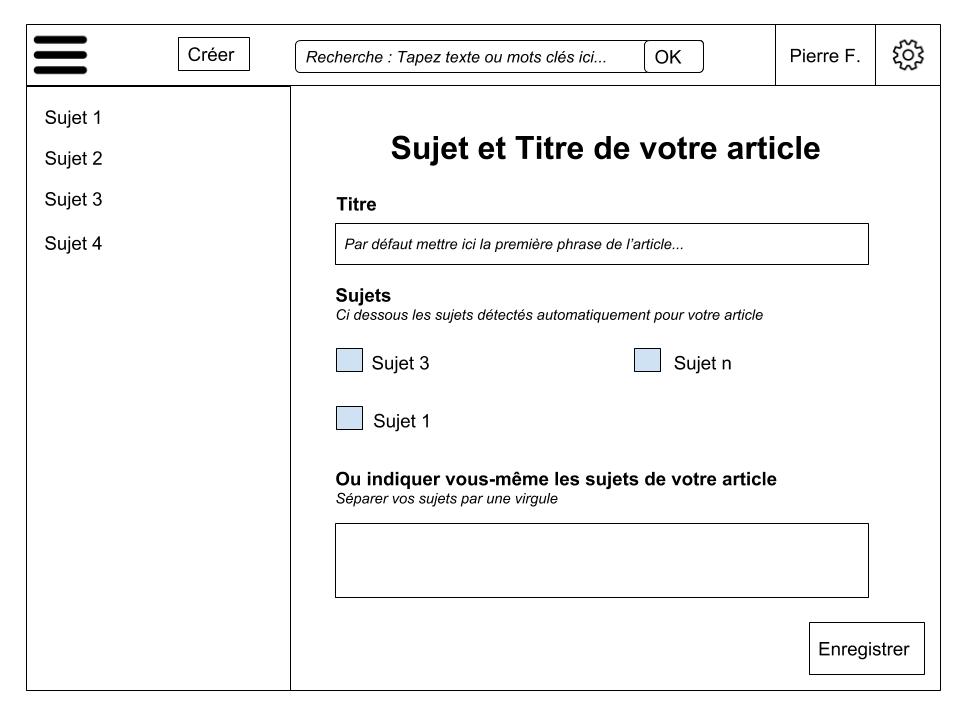 Créer
Recherche : Tapez texte ou mots clés ici...
OK
Pierre F.
Sujet 1
Sujet 2
Sujet 3
Sujet 4
Sujet et Titre de votre article
Titre
Par défaut mettre ici la première phrase de l’article...
Sujets
Ci dessous les sujets détectés automatiquement pour votre article
Sujet 3
Sujet n
Sujet 1
Ou indiquer vous-même les sujets de votre article
Séparer vos sujets par une virgule
Enregistrer